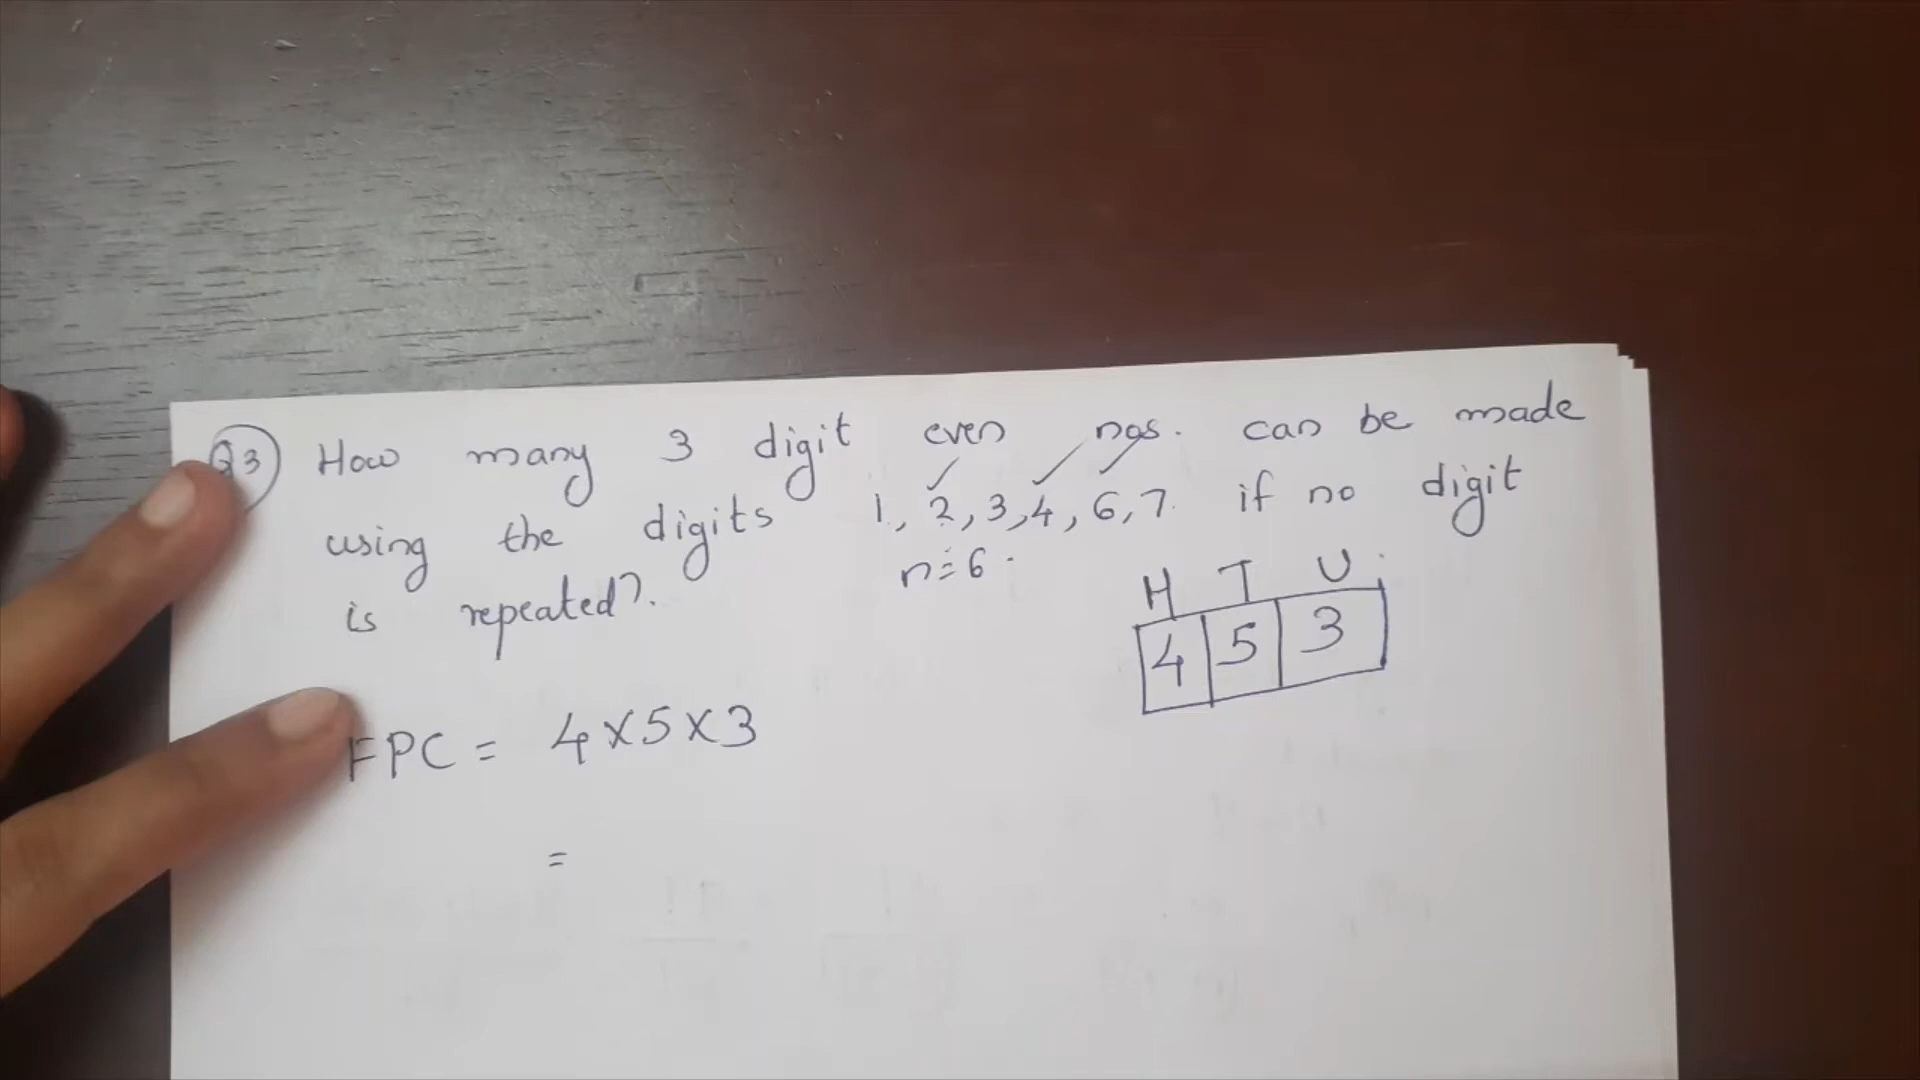 Q3 How many 3 digit even nos. can be made
using the digits 1, 2, 3, 4, 6, 7. if no digit
is repeated?.
n = 6.
H T U
4 5 3
FPC = 4 X 5 X 3
=